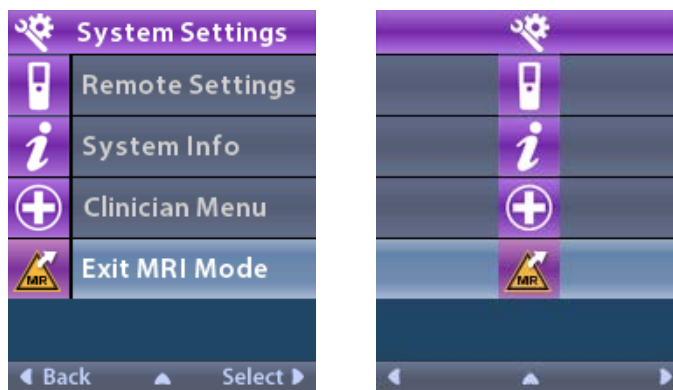 System Settings
Remote Settings
i System Info
Clinician Menu
MR Exit MRI Mode
Back Select
i
MR